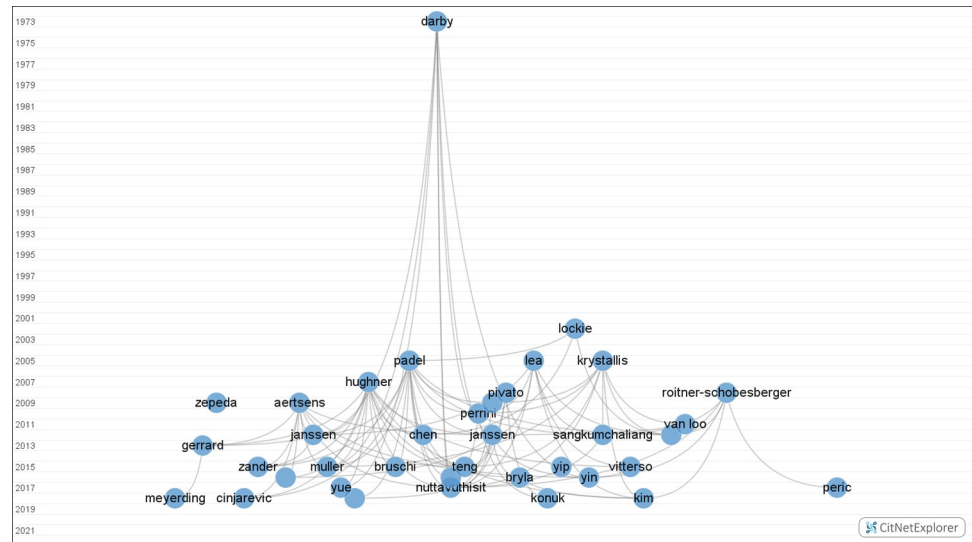 1973
darby
1975
1977
1979
1981
1983
1985
1987
1989
1991
1993
1995
1997
1999
2001
lockie
2003
2005
padel
lea
krystallis
2007
hughner
pivato
roitner-schobesberger
2009
zepeda
aertsens
perrini
2011
van loo
janssen
chen
janssen
sangkumchaliang
2013
gerrard
2015
zander
muller
bruschi
teng
yip
vitterso
bryla
yin
2017
yue
nuttavuthisit
peric
meyerding
cinjarevic
konuk
kim
2019
2021
CitNetExplorer